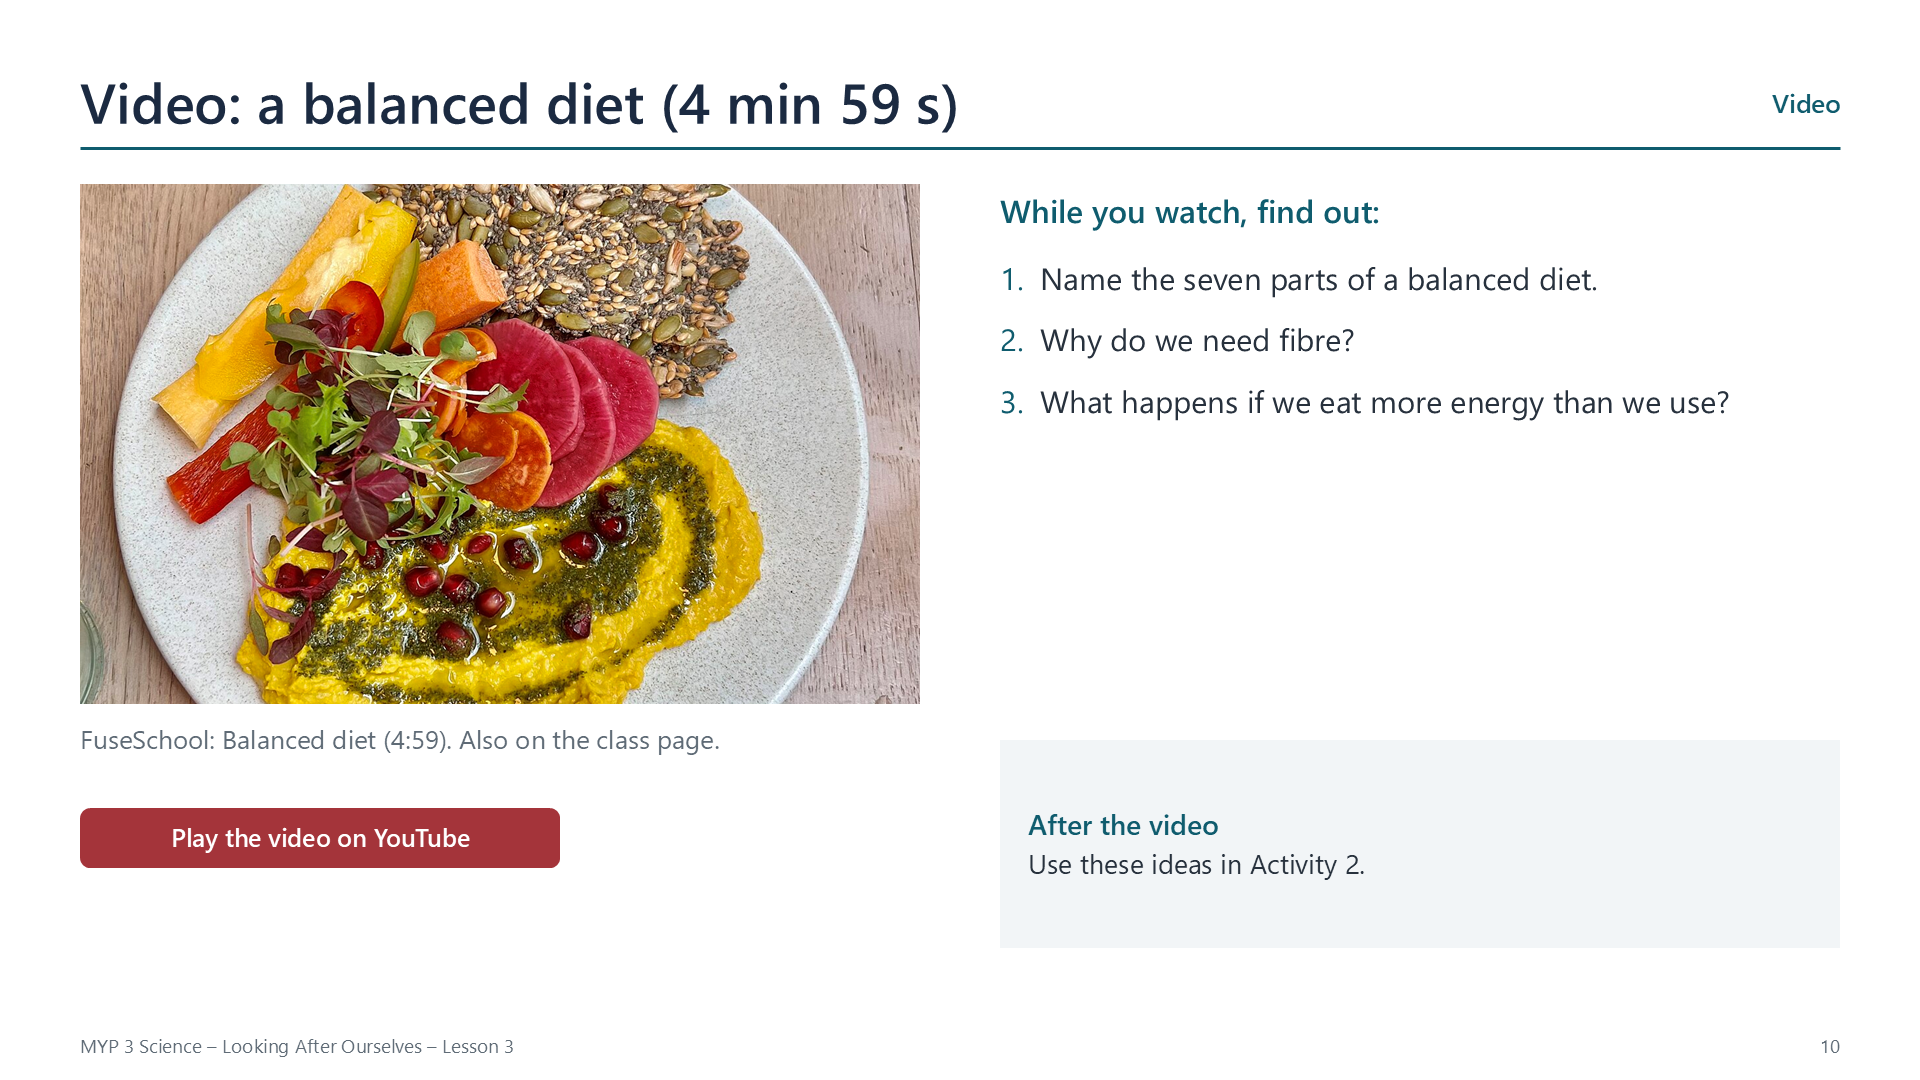 Video: a balanced diet (4 min 59 s)
Video
FuseSchool: Balanced diet (4:59). Also on the class page.
Play the video on YouTube
While you watch, find out:
1. Name the seven parts of a balanced diet.
2. Why do we need fibre?
3. What happens if we eat more energy than we use?
After the video
Use these ideas in Activity 2.
MYP 3 Science – Looking After Ourselves – Lesson 3
10